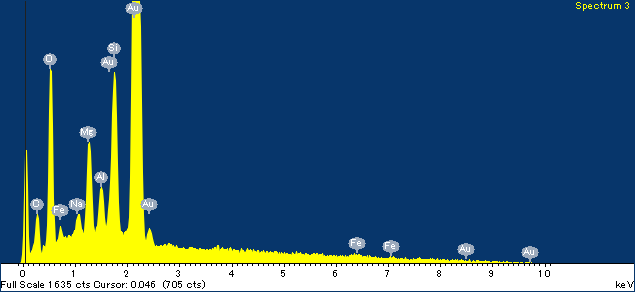 Spectrum 3
Au
Si
Au
O
Mg
Al
C
Fe
Na
Au
Fe
Fe
Au
Au
0 1 2 3 4 5 6 7 8 9 10
Full Scale 1635 cts Cursor: 0.046 (705 cts) keV